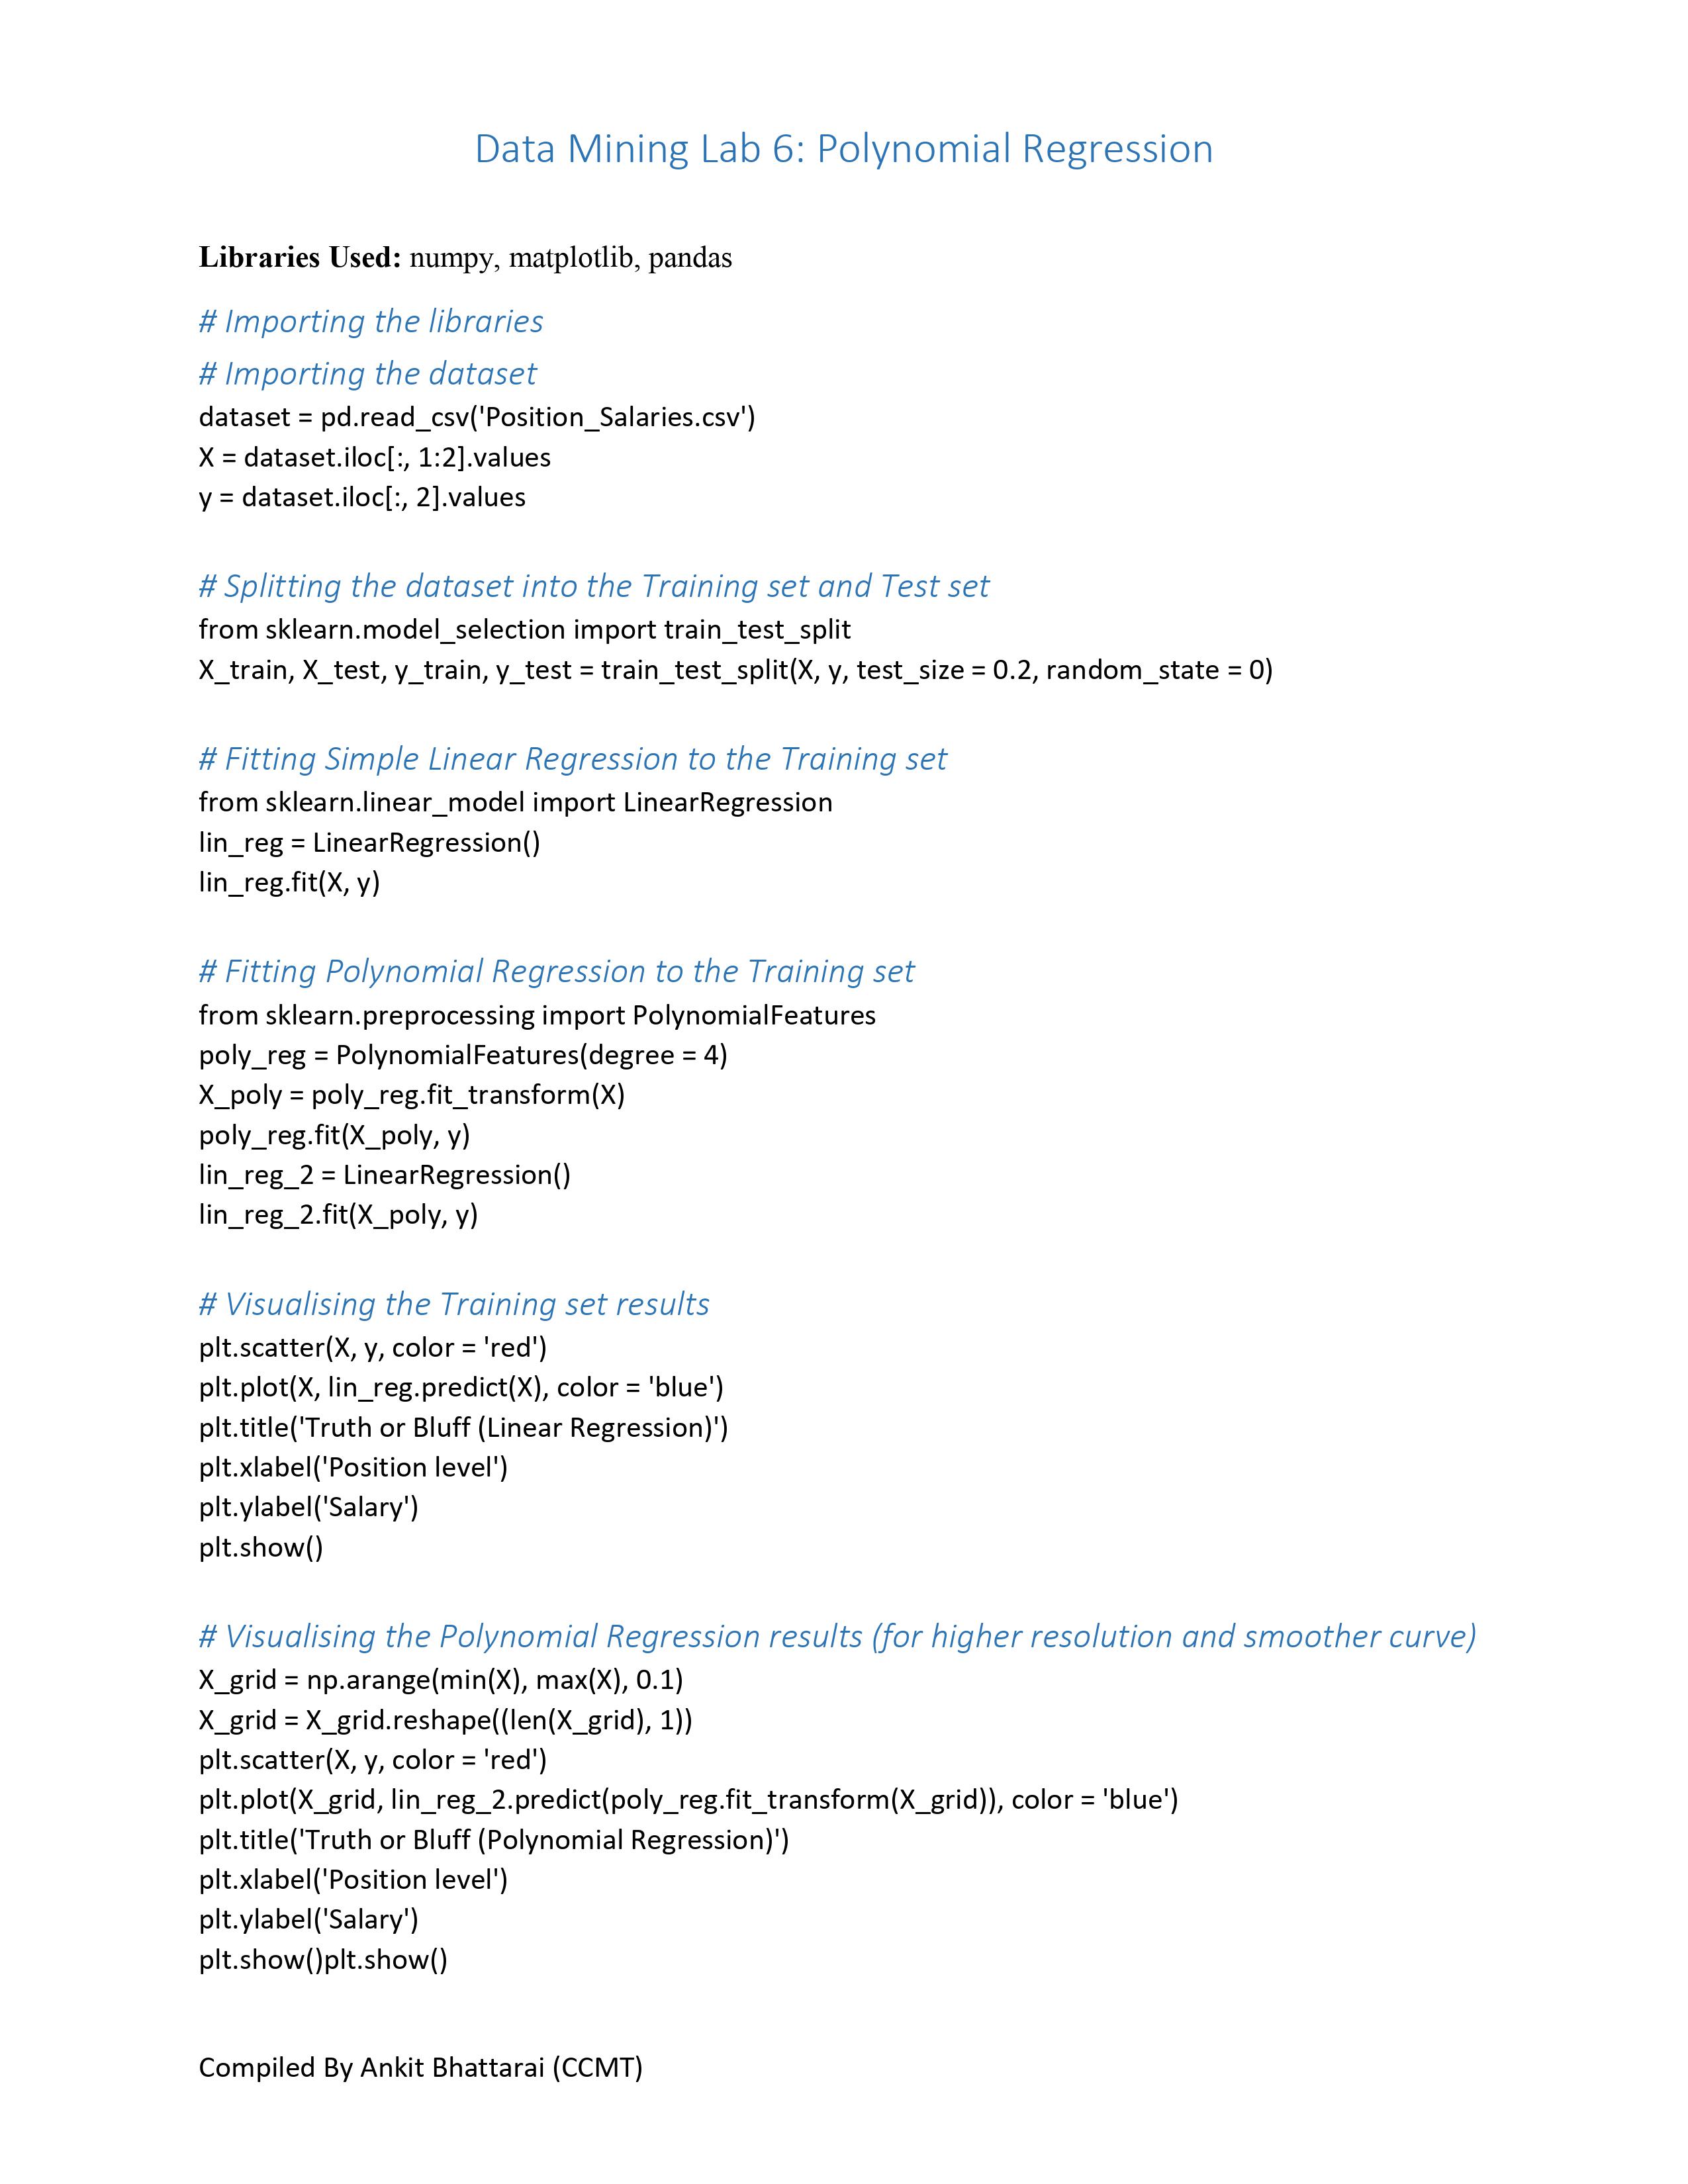 Data Mining Lab 6: Polynomial Regression
Libraries Used: numpy, matplotlib, pandas
# Importing the libraries
# Importing the dataset
dataset = pd.read_csv('Position_Salaries.csv')
X = dataset.iloc[:, 1:2].values
y = dataset.iloc[:, 2].values
# Splitting the dataset into the Training set and Test set
from sklearn.model_selection import train_test_split
X_train, X_test, y_train, y_test = train_test_split(X, y, test_size = 0.2, random_state = 0)
# Fitting Simple Linear Regression to the Training set
from sklearn.linear_model import LinearRegression
lin_reg = LinearRegression()
lin_reg.fit(X, y)
# Fitting Polynomial Regression to the Training set
from sklearn.preprocessing import PolynomialFeatures
poly_reg = PolynomialFeatures(degree = 4)
X_poly = poly_reg.fit_transform(X)
poly_reg.fit(X_poly, y)
lin_reg_2 = LinearRegression()
lin_reg_2.fit(X_poly, y)
# Visualising the Training set results
plt.scatter(X, y, color = 'red')
plt.plot(X, lin_reg.predict(X), color = 'blue')
plt.title('Truth or Bluff (Linear Regression)')
plt.xlabel('Position level')
plt.ylabel('Salary')
plt.show()
# Visualising the Polynomial Regression results (for higher resolution and smoother curve)
X_grid = np.arange(min(X), max(X), 0.1)
X_grid = X_grid.reshape((len(X_grid), 1))
plt.scatter(X, y, color = 'red')
plt.plot(X_grid, lin_reg_2.predict(poly_reg.fit_transform(X_grid)), color = 'blue')
plt.title('Truth or Bluff (Polynomial Regression)')
plt.xlabel('Position level')
plt.ylabel('Salary')
plt.show()plt.show()
Compiled By Ankit Bhattarai (CCMT)